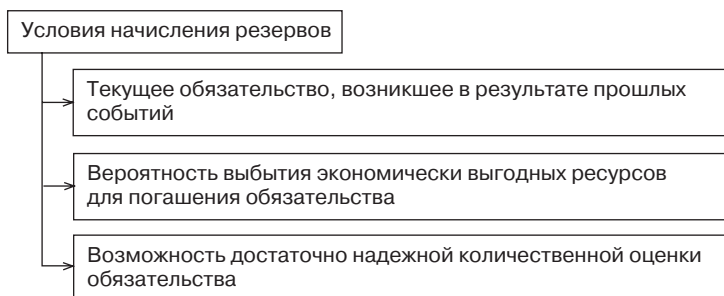 Условия начисления резервов
Текущее обязательство, возникшее в результате прошлых
событий
Вероятность выбытия экономически выгодных ресурсов
для погашения обязательства
Возможность достаточно надежной количественной оценки
обязательства